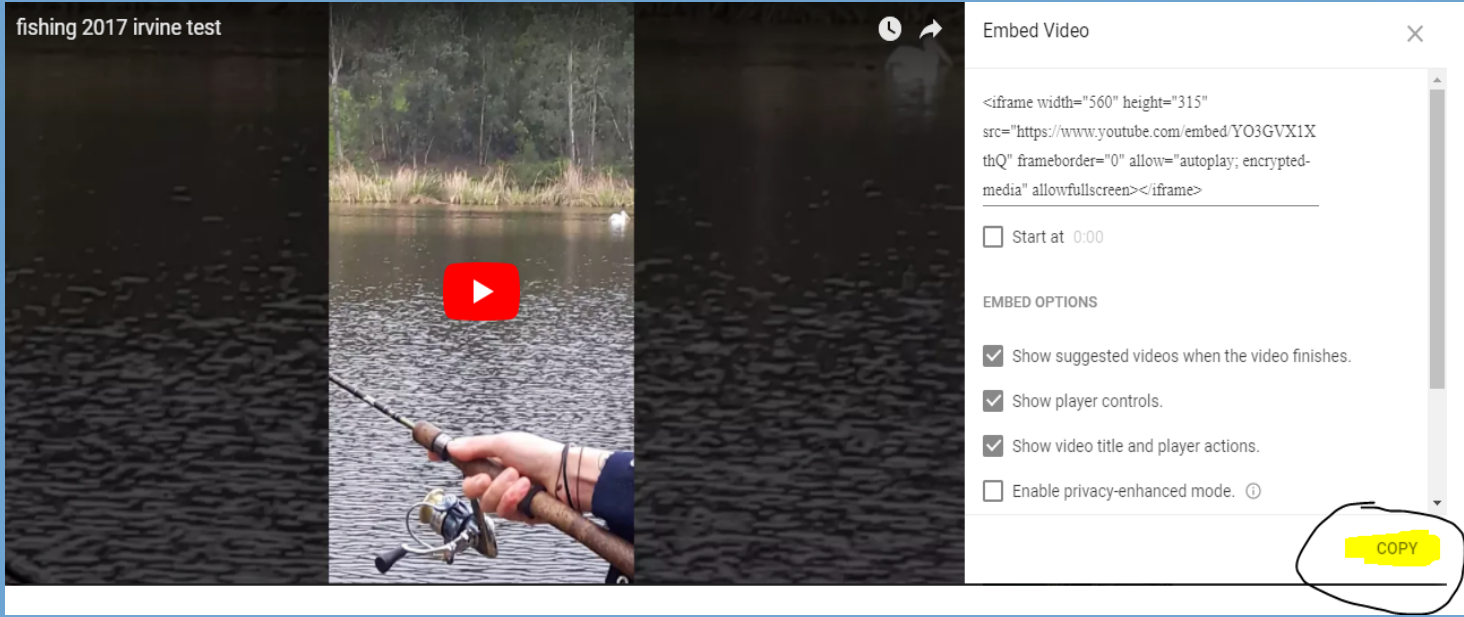 fishing 2017 irvine test
Embed Video
<iframe width="560" height="315"
src="https://www.youtube.com/embed/YO3GVX1X
thQ" frameborder="0" allow="autoplay; encrypted-
media" allowfullscreen></iframe>
Start at 0:00
EMBED OPTIONS
Show suggested videos when the video finishes.
Show player controls.
Show video title and player actions.
Enable privacy-enhanced mode.
COPY